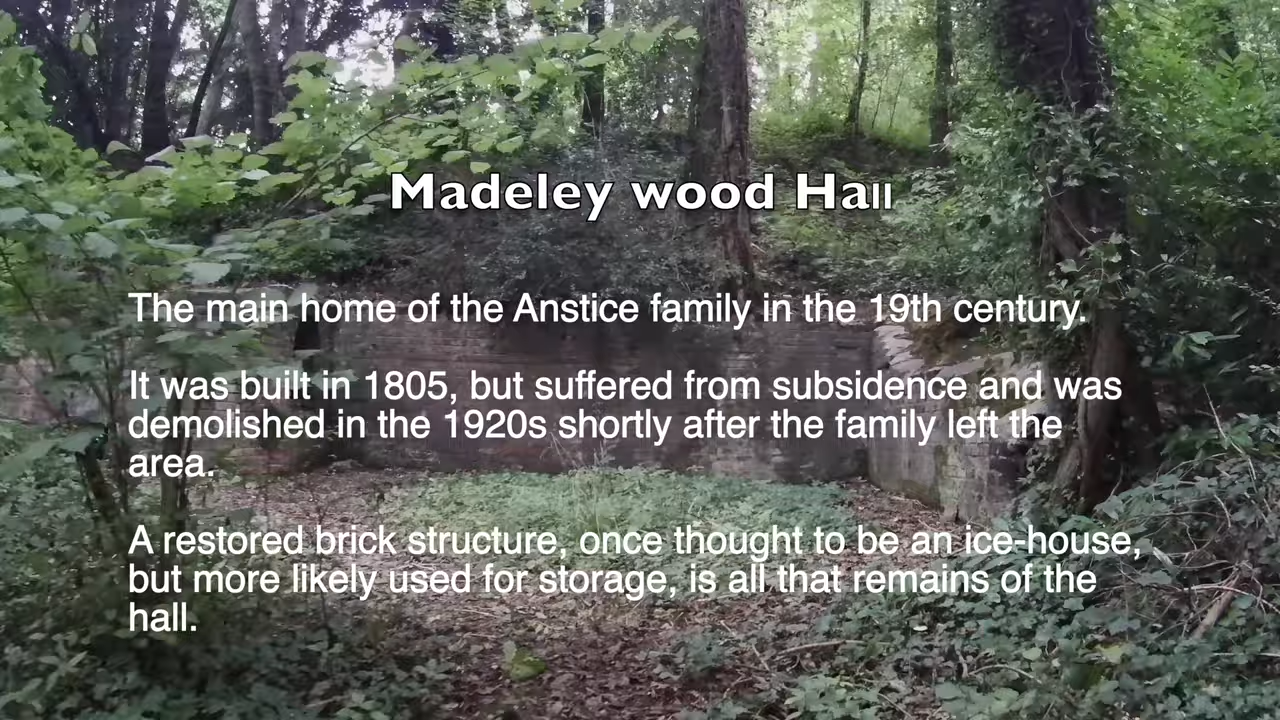 Madeley wood Hall
The main home of the Anstice family in the 19th century.
It was built in 1805, but suffered from subsidence and was
demolished in the 1920s shortly after the family left the
area.
A restored brick structure, once thought to be an ice-house,
but more likely used for storage, is all that remains of the
hall.